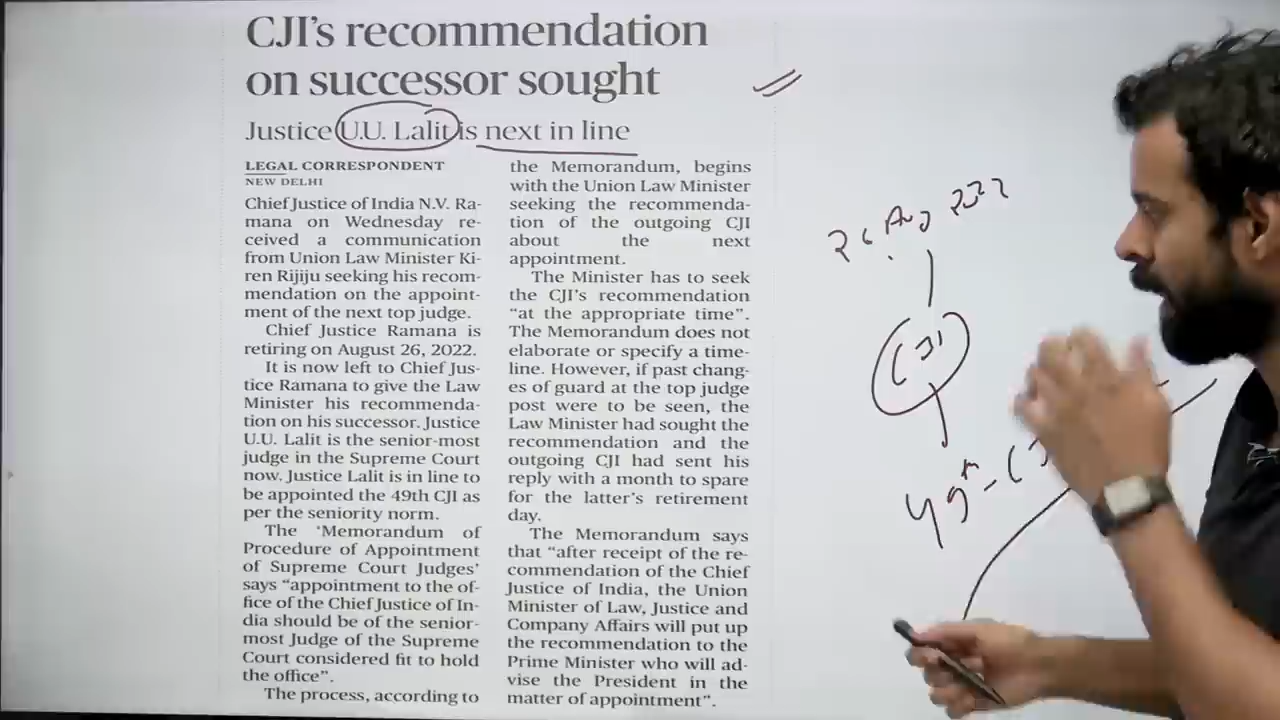 CJI's recommendation
on successor sought
Justice U.U. Lalit is next in line
LEGAL CORRESPONDENT
NEW DELHI
Chief Justice of India N.V. Ra-
mana on Wednesday re-
ceived a communication
from Union Law Minister Ki-
ren Rijiju seeking his recom-
mendation on the appoint-
ment of the next top judge.
Chief Justice Ramana is
retiring on August 26, 2022.
It is now left to Chief Jus-
tice Ramana to give the Law
Minister his recommenda-
tion on his successor. Justice
U.U. Lalit is the senior-most
judge in the Supreme Court
now. Justice Lalit is in line to
be appointed the 49th CJI as
per the seniority norm.
The 'Memorandum of
Procedure of Appointment
of Supreme Court Judges'
says "appointment to the of-
fice of the Chief Justice of In-
dia should be of the senior-
most Judge of the Supreme
Court considered fit to hold
the office".
The process, according to
the Memorandum, begins
with the Union Law Minister
seeking the recommenda-
tion of the outgoing CJI
about the next
appointment.
The Minister has to seek
the CJI's recommendation
"at the appropriate time".
The Memorandum does not
elaborate or specify a time-
line. However, if past chang-
es of guard at the top judge
post were to be seen, the
Law Minister had sought the
recommendation and the
outgoing CJI had sent his
reply with a month to spare
for the latter's retirement
day.
The Memorandum says
that "after receipt of the re-
commendation of the Chief
Justice of India, the Union
Minister of Law, Justice and
Company Affairs will put up
the recommendation to the
Prime Minister who will ad-
vise the President in the
matter of appointment".
26 Aug 2022
CJI
49th -